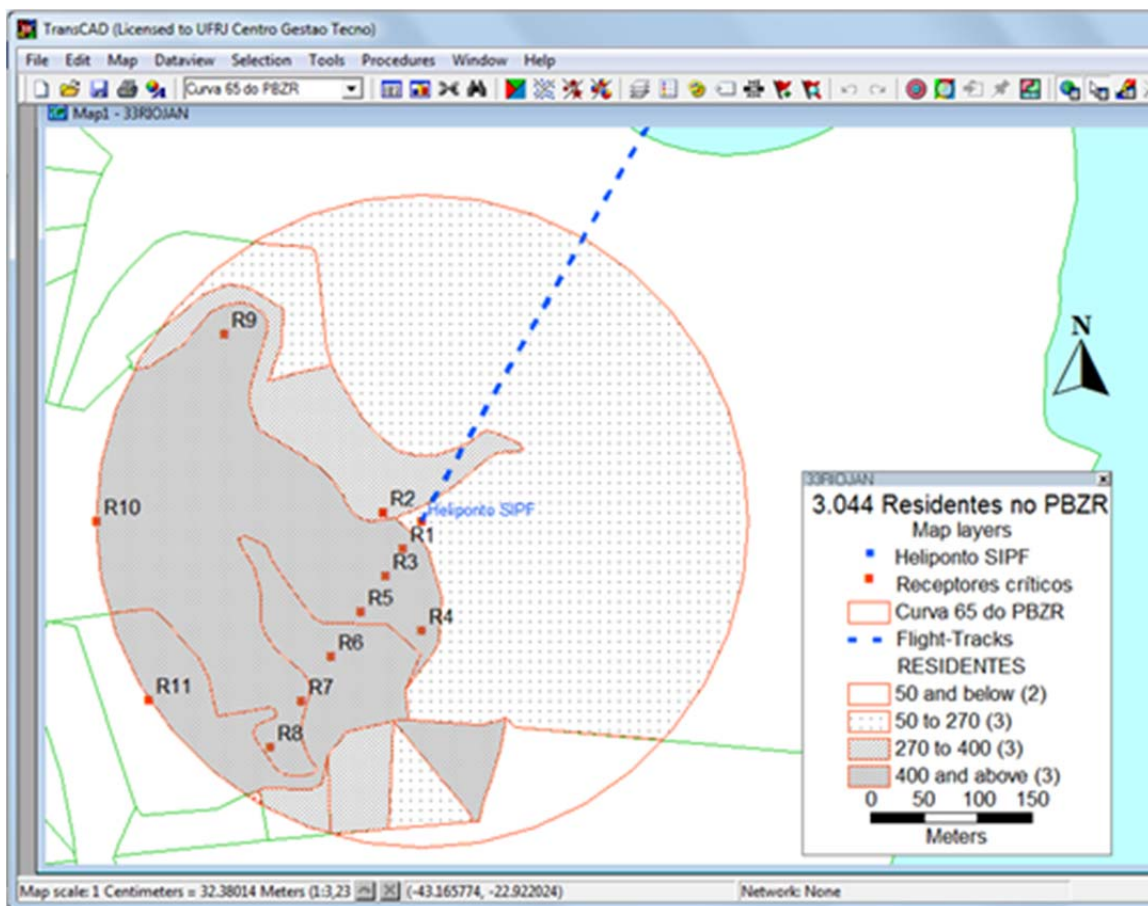 TransCAD (Licensed to UFRJ Centro Gestao Tecno)
File Edit Map Dataview Selection Tools Procedures Window Help
Curva 65 do PBZR
Map1 - 33RIOJAN
R9
N
R2
R10
Heliponto SIPF
R1
R3
R5
R4
R6
R11
R7
R8
33RIOJAN
3.044 Residentes no PBZR
Map layers
Heliponto SIPF
Receptores críticos
Curva 65 do PBZR
Flight-Tracks
RESIDENTES
50 and below (2)
50 to 270 (3)
270 to 400 (3)
400 and above (3)
0 50 100 150
Meters
Map scale: 1 Centimeters = 32.38014 Meters (1:3,23 (-43.165774, -22.922024) Network: None